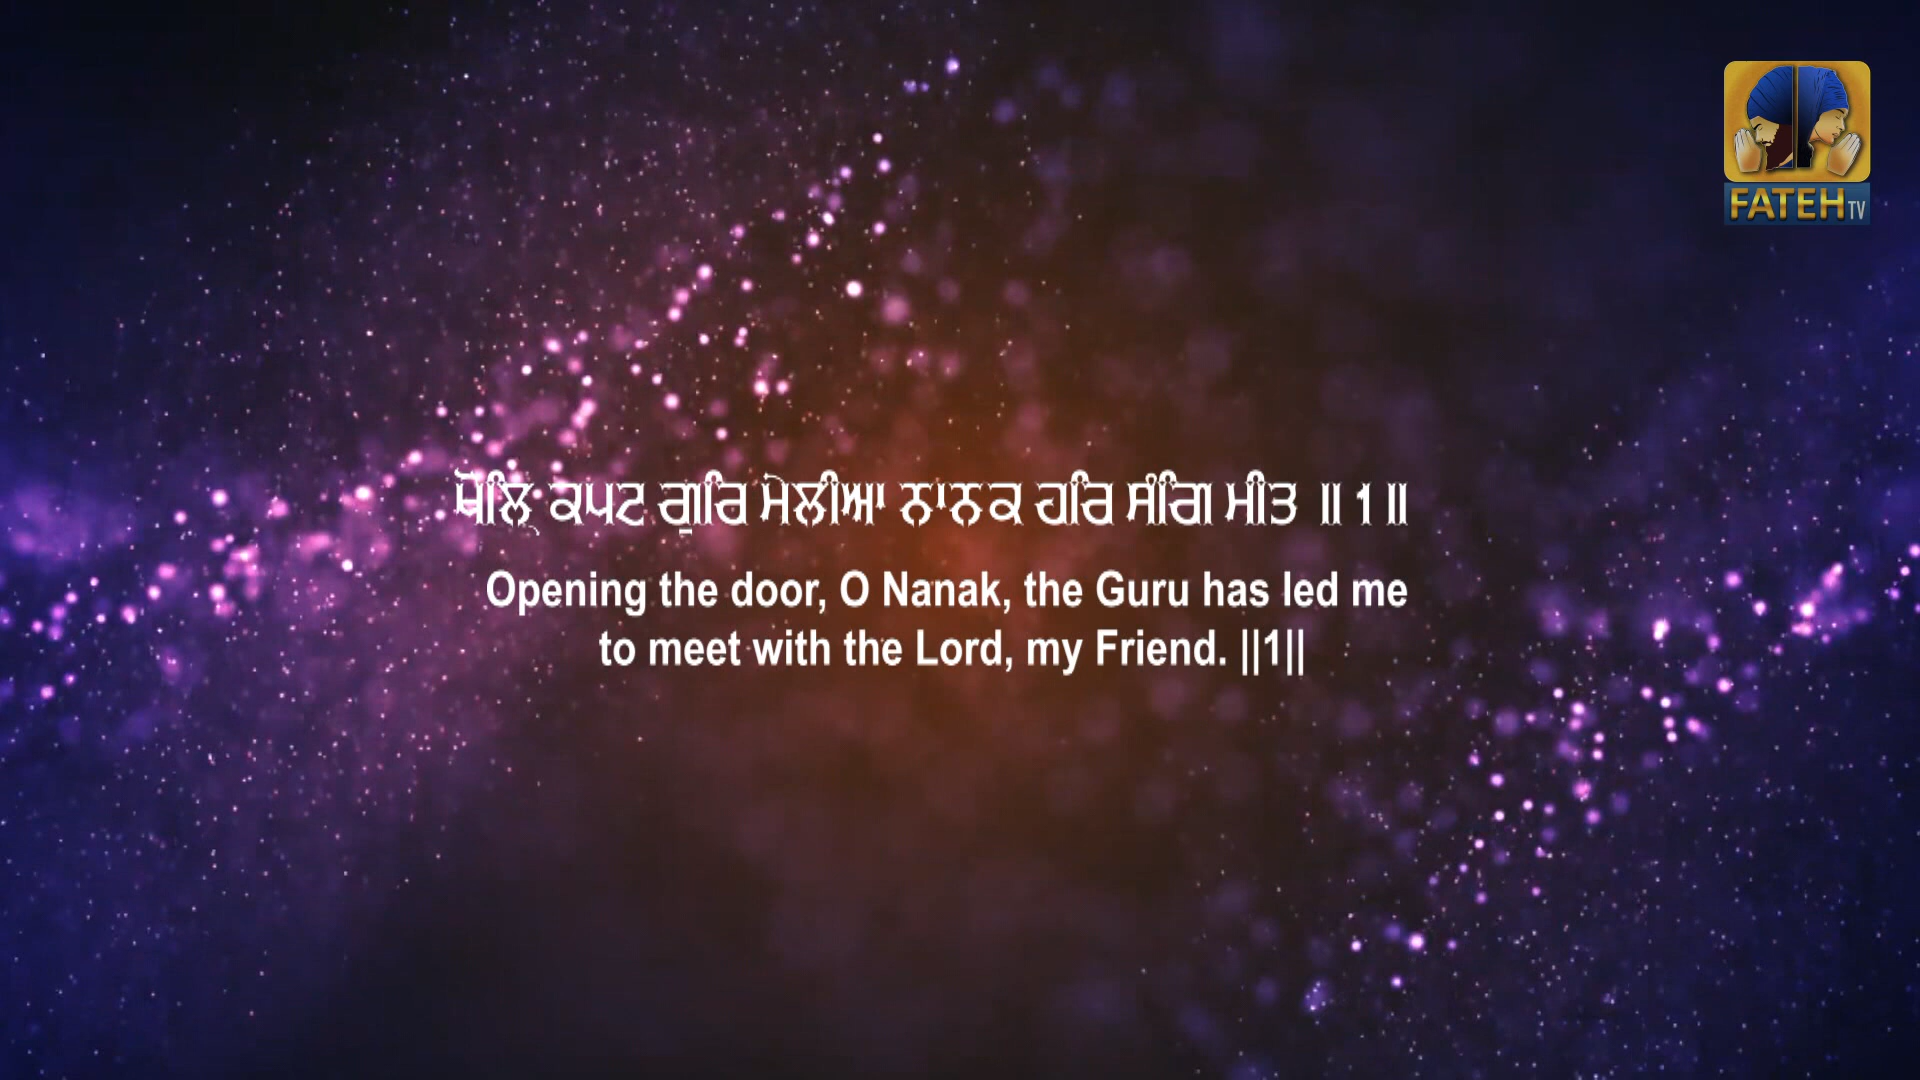 FATEH TV
ਖੋਲਿੑ ਕਪਟ ਗੁਰਿ ਮੇਲੀਆ ਨਾਨਕ ਹਰਿ ਸੰਗਿ ਮੀਤ ॥ 1 ॥
Opening the door, O Nanak, the Guru has led me
to meet with the Lord, my Friend. ||1||